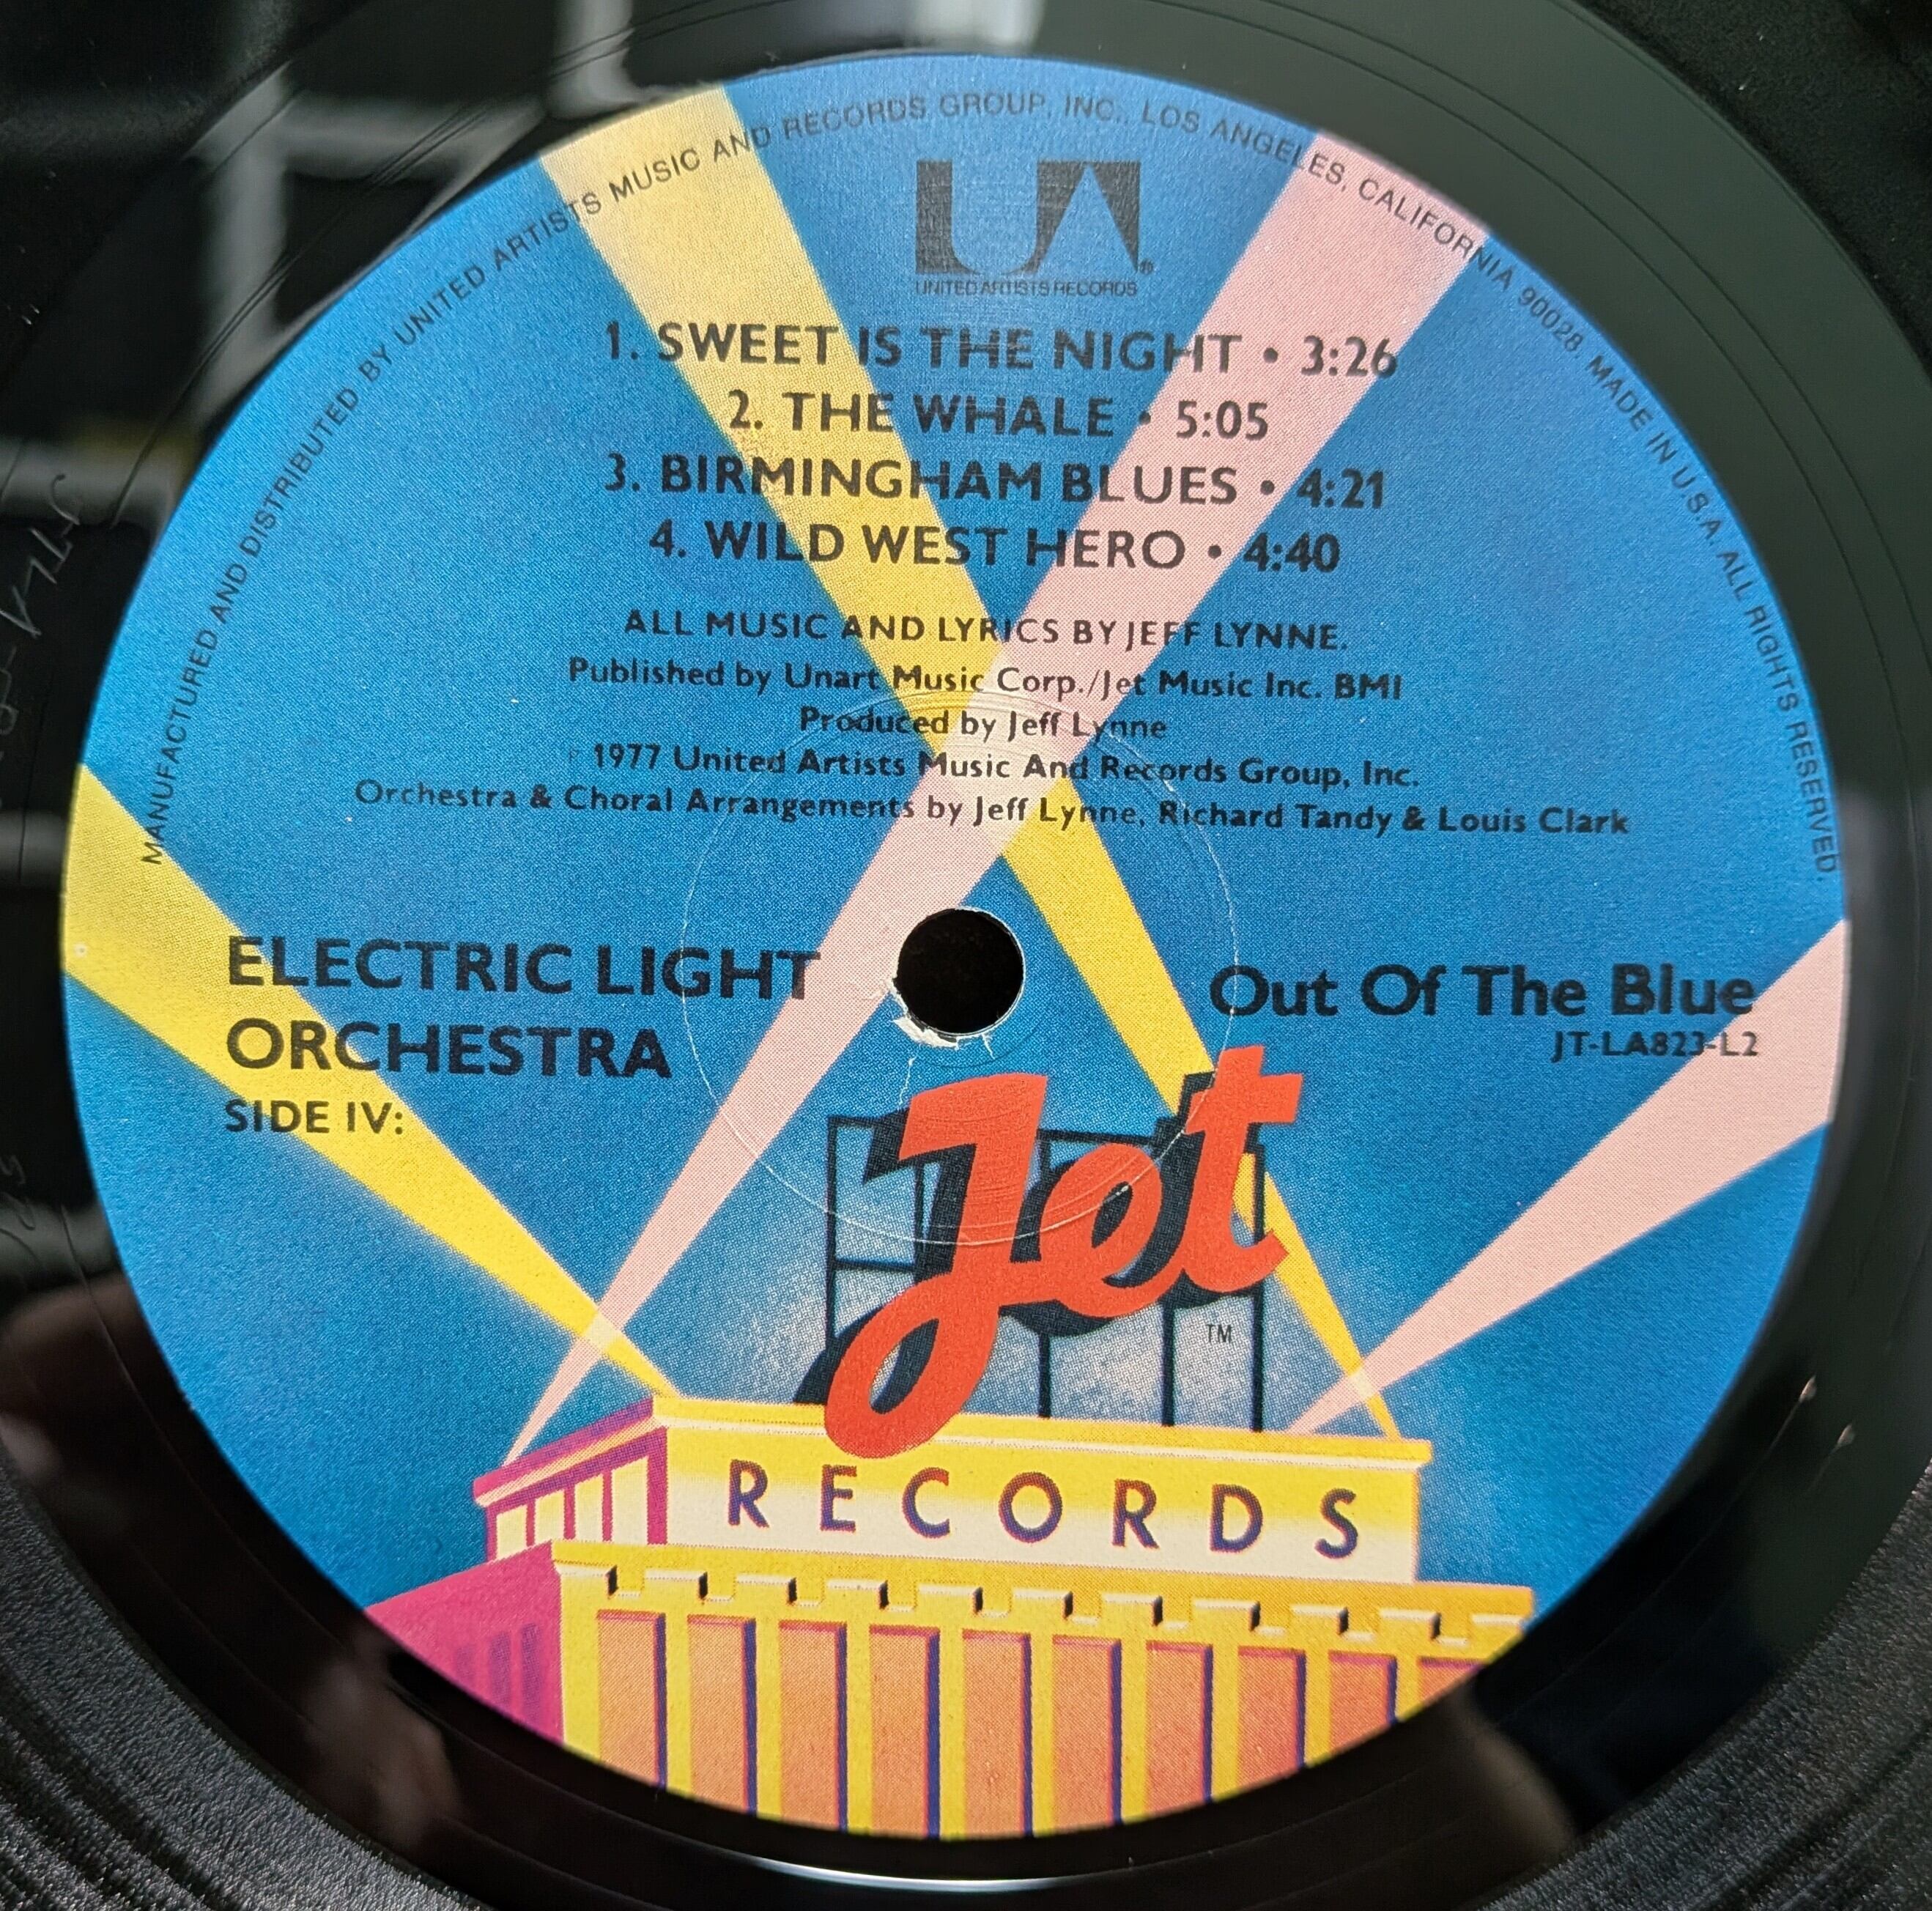 MANUFACTURED AND DISTRIBUTED BY UNITED ARTISTS MUSIC AND RECORDS GROUP, INC., LOS ANGELES, CALIFORNIA 90028. MADE IN U.S.A. ALL RIGHTS RESERVED.
UA®
UNITED ARTISTS RECORDS
1. SWEET IS THE NIGHT • 3:26
2. THE WHALE • 5:05
3. BIRMINGHAM BLUES • 4:21
4. WILD WEST HERO • 4:40
ALL MUSIC AND LYRICS BY JEFF LYNNE.
Published by Unart Music Corp./Jet Music Inc. BMI
Produced by Jeff Lynne
1977 United Artists Music And Records Group, Inc.
Orchestra & Choral Arrangements by Jeff Lynne, Richard Tandy & Louis Clark
ELECTRIC LIGHT
ORCHESTRA
SIDE IV:
Out Of The Blue
JT-LA823-L2
Jet
TM
RECORDS